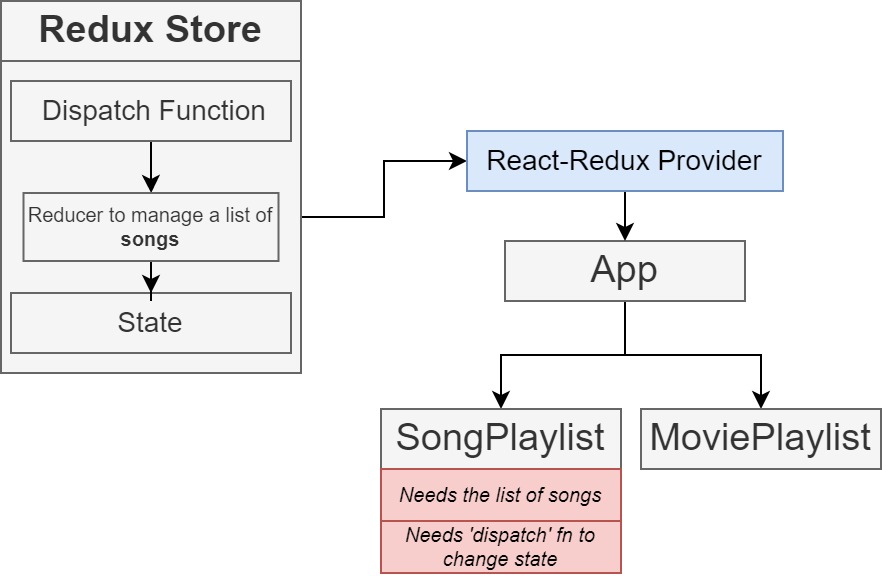 Redux Store
Dispatch Function
Reducer to manage a list of
songs
State
React-Redux Provider
App
SongPlaylist
Needs the list of songs
Needs 'dispatch' fn to
change state
MoviePlaylist